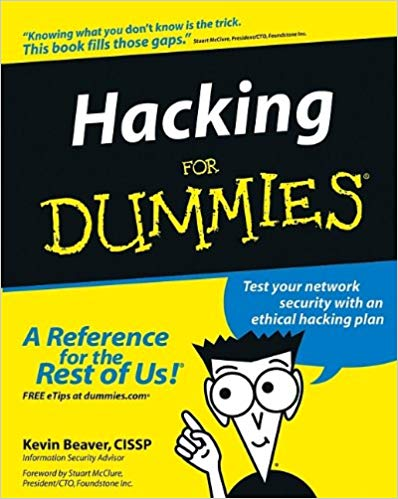 "Knowing what you don't know is the trick.
This book fills those gaps." Stuart McClure, President/CTO, Foundstone Inc.
Hacking
FOR
DUMMIES®
Test your network
security with an
ethical hacking plan
A Reference
for the
Rest of Us!®
FREE eTips at dummies.com®
Kevin Beaver, CISSP
Information Security Advisor
Foreword by Stuart McClure,
President/CTO, Foundstone Inc.